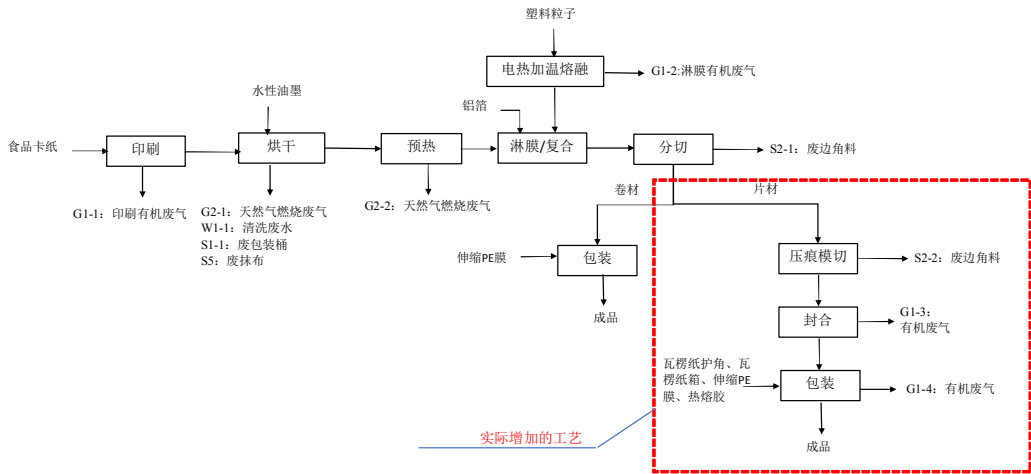 塑料粒子
电热加温熔融
G1-2:淋膜有机废气
水性油墨
铝箔
食品卡纸
印刷
烘干
预热
淋膜/复合
分切
S2-1：废边角料
G1-1：印刷有机废气
G2-1：天然气燃烧废气
W1-1：清洗废水
S1-1：废包装桶
S5：废抹布
G2-2：天然气燃烧废气
卷材
片材
伸缩PE膜
包装
成品
压痕模切
S2-2：废边角料
封合
G1-3：
有机废气
瓦楞纸护角、瓦
楞纸箱、伸缩PE
膜、热熔胶
包装
G1-4：有机废气
成品
实际增加的工艺